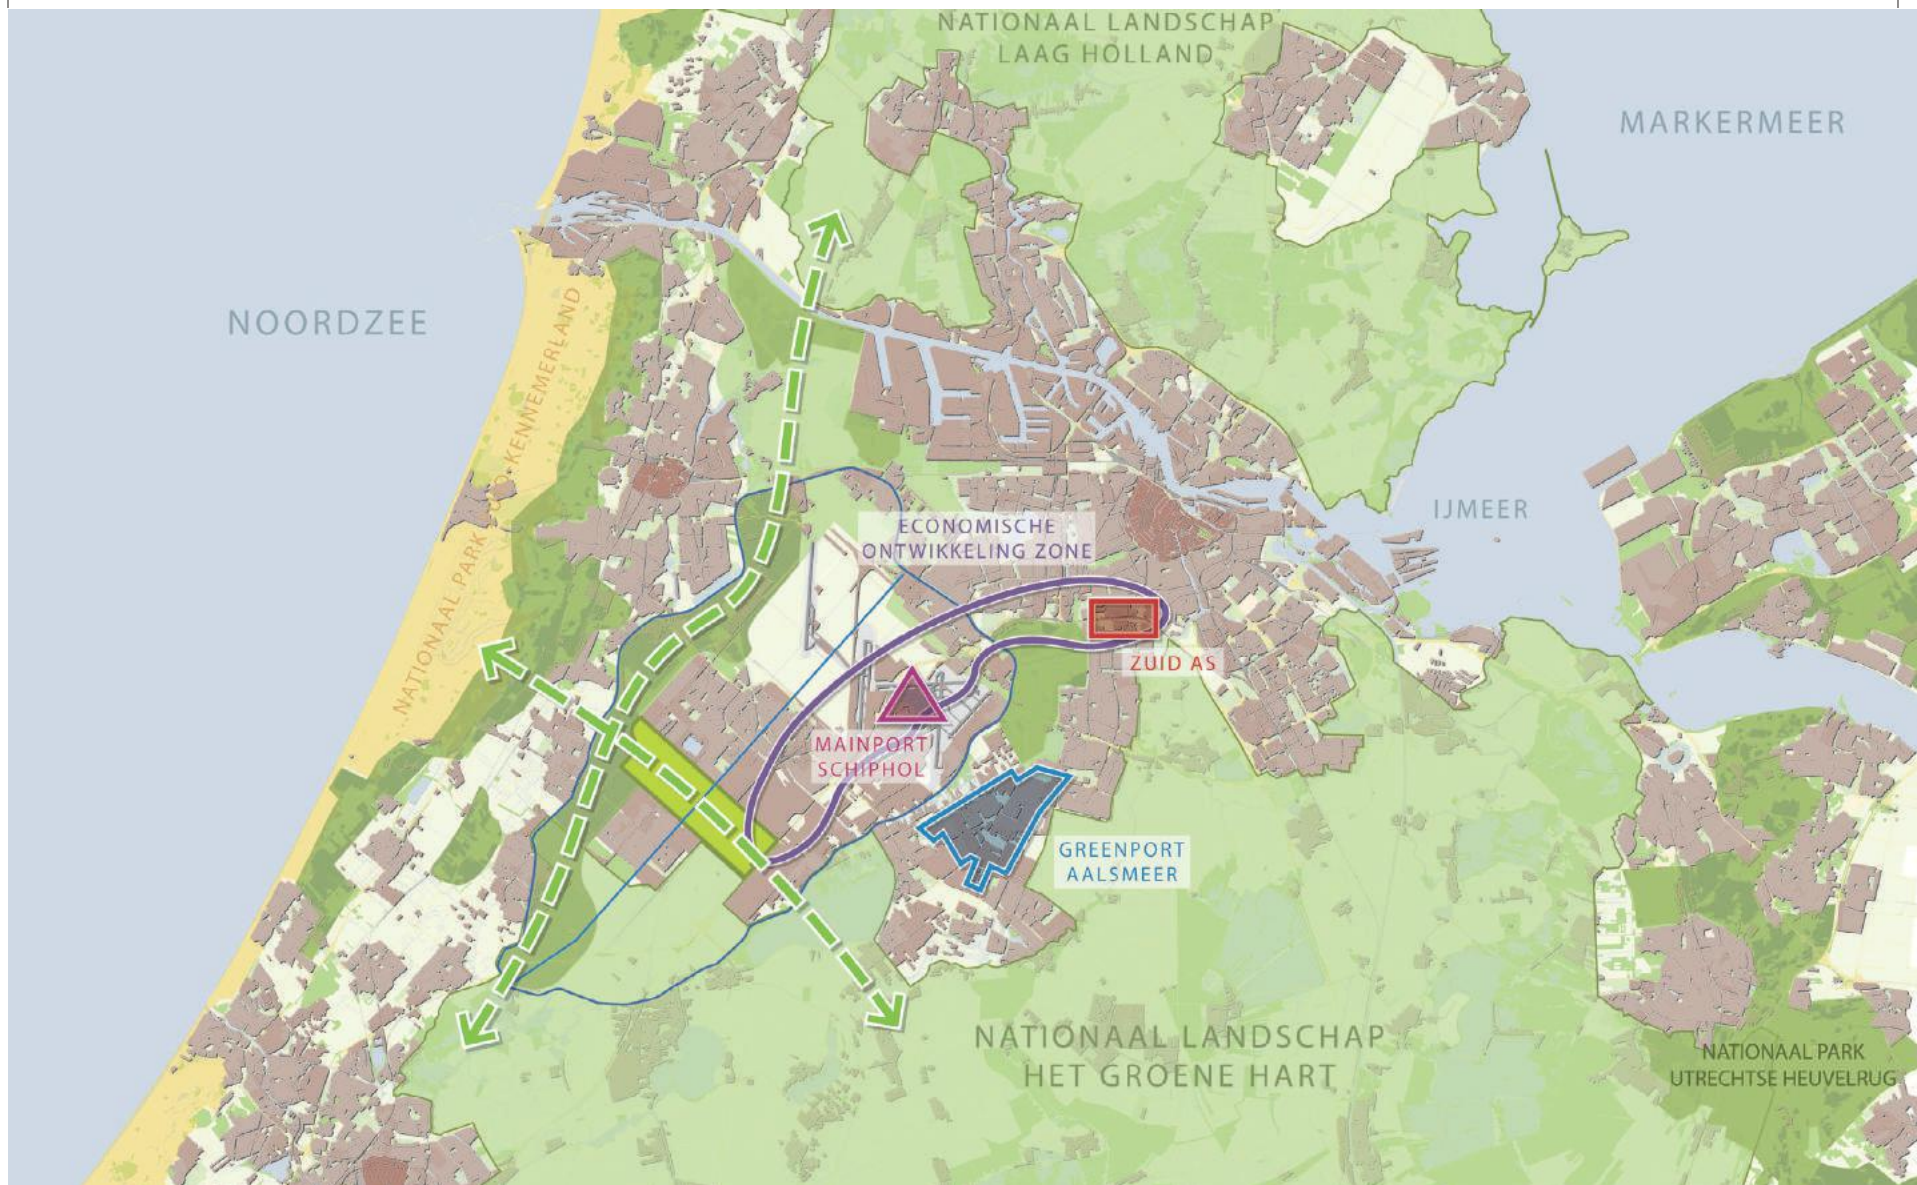 NATIONAAL LANDSCHAP
LAAG HOLLAND
MARKERMEER
NOORDZEE
NATIONAAL PARK ZUID-KENNEMERLAND
IJMEER
ECONOMISCHE
ONTWIKKELING ZONE
ZUID AS
MAINPORT
SCHIPHOL
GREENPORT
AALSMEER
NATIONAAL LANDSCHAP
HET GROENE HART
NATIONAAL PARK
UTRECHTSE HEUVELRUG